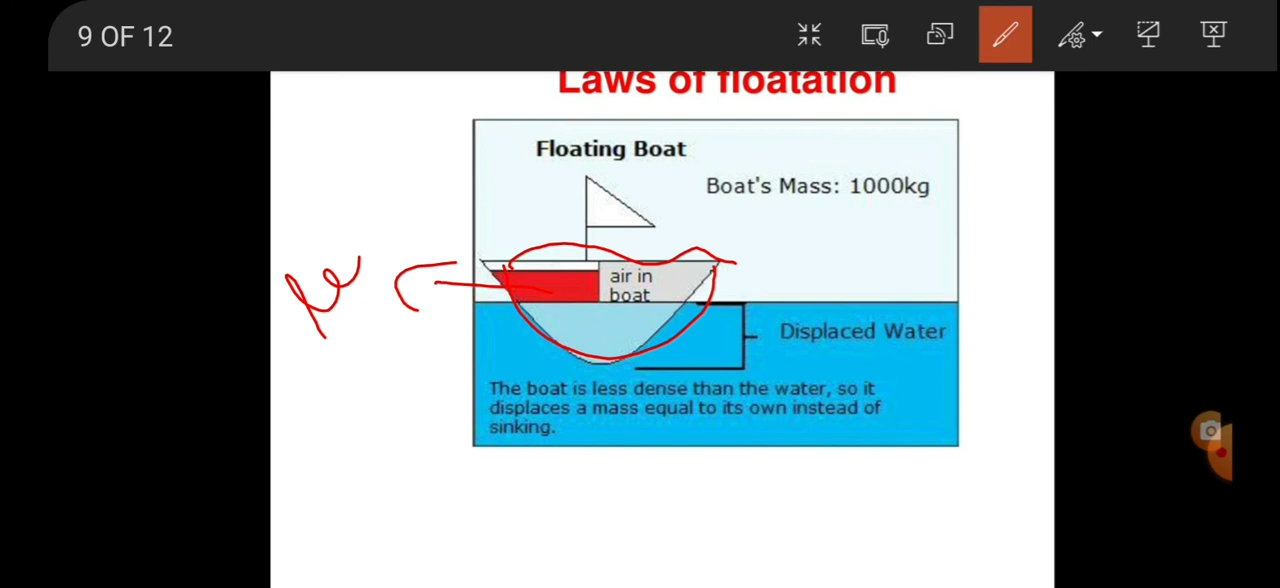 9 OF 12
Laws of floatation
Floating Boat
Boat's Mass: 1000kg
air in
boat
Displaced Water
The boat is less dense than the water, so it
displaces a mass equal to its own instead of
sinking.